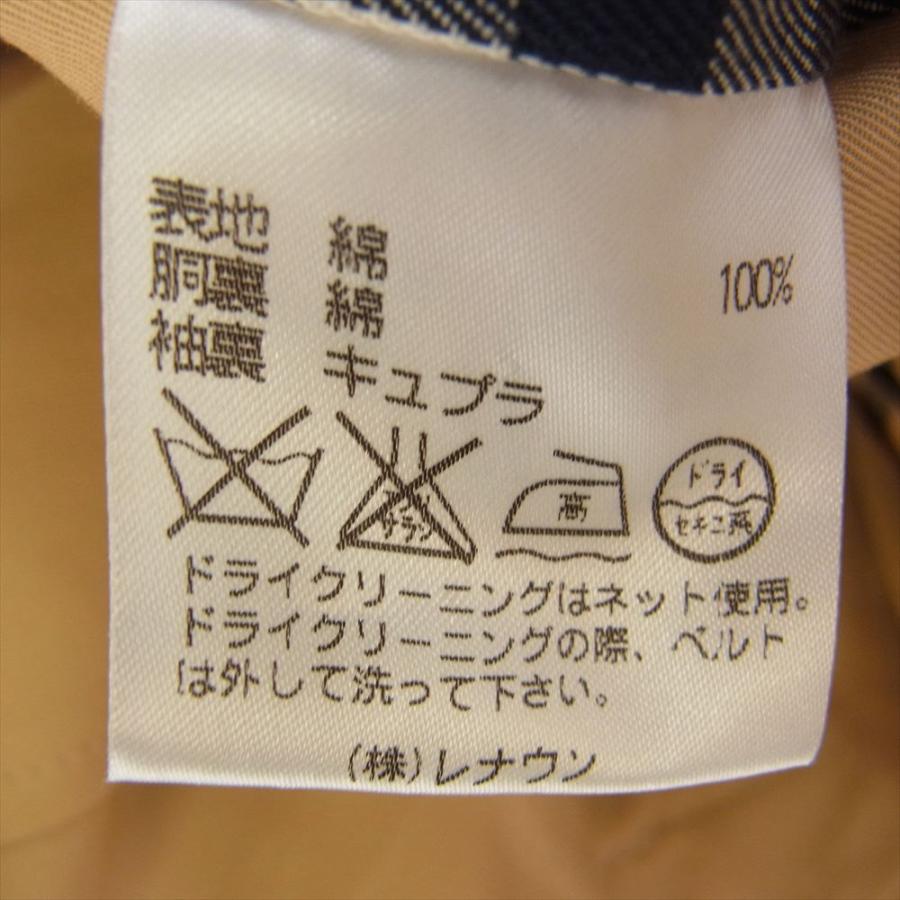 表地 綿 100%
胴裏 綿
袖裏 キュプラ
サラシ
高
ドライ
セキユ系
ドライクリーニングはネット使用。
ドライクリーニングの際、ベルト
は外して洗って下さい。
(株)レナウン